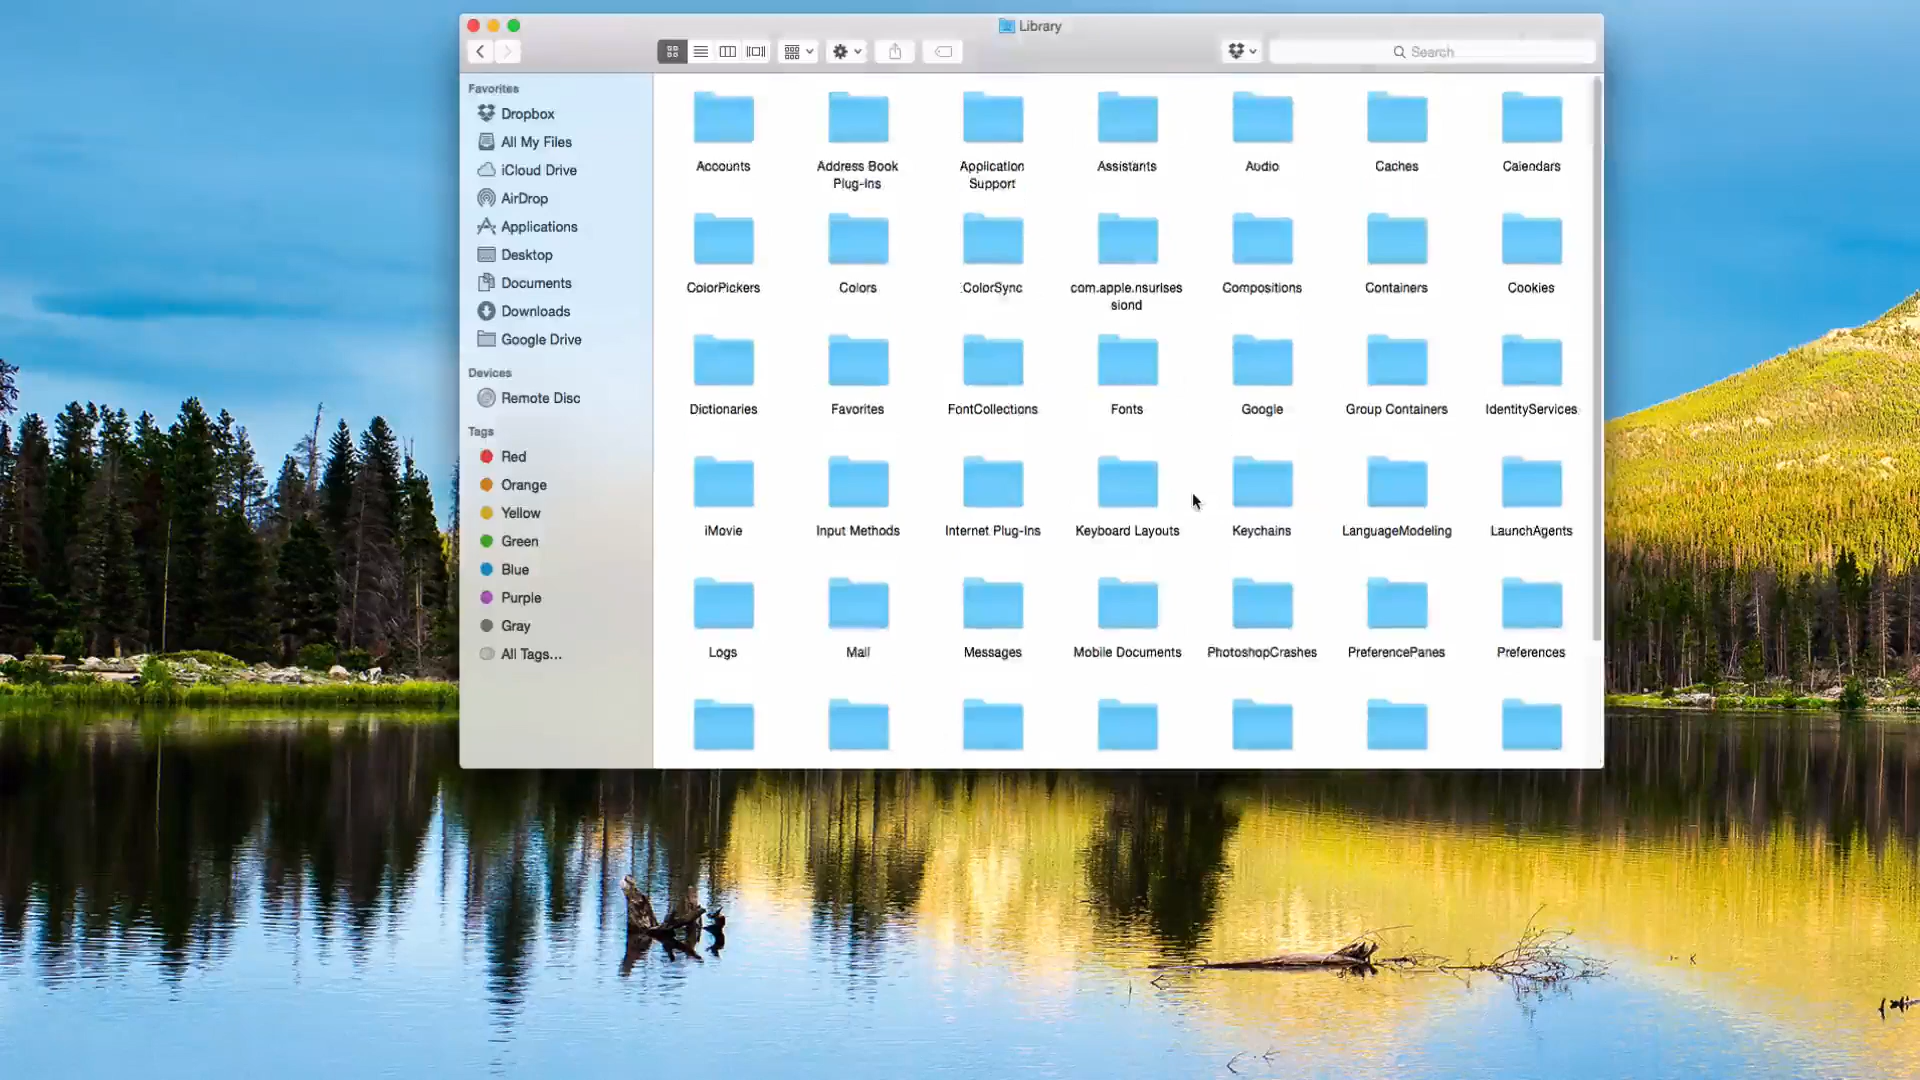 Library
Search
Favorites
Dropbox
All My Files
iCloud Drive
AirDrop
Applications
Desktop
Documents
Downloads
Google Drive
Devices
Remote Disc
Tags
Red
Orange
Yellow
Green
Blue
Purple
Gray
All Tags...
Accounts
Address Book
Plug-Ins
Application
Support
Assistants
Audio
Caches
Calendars
ColorPickers
Colors
ColorSync
com.apple.nsurlses
siond
Compositions
Containers
Cookies
Dictionaries
Favorites
FontCollections
Fonts
Google
Group Containers
IdentityServices
iMovie
Input Methods
Internet Plug-Ins
Keyboard Layouts
Keychains
LanguageModeling
LaunchAgents
Logs
Mail
Messages
Mobile Documents
PhotoshopCrashes
PreferencePanes
Preferences